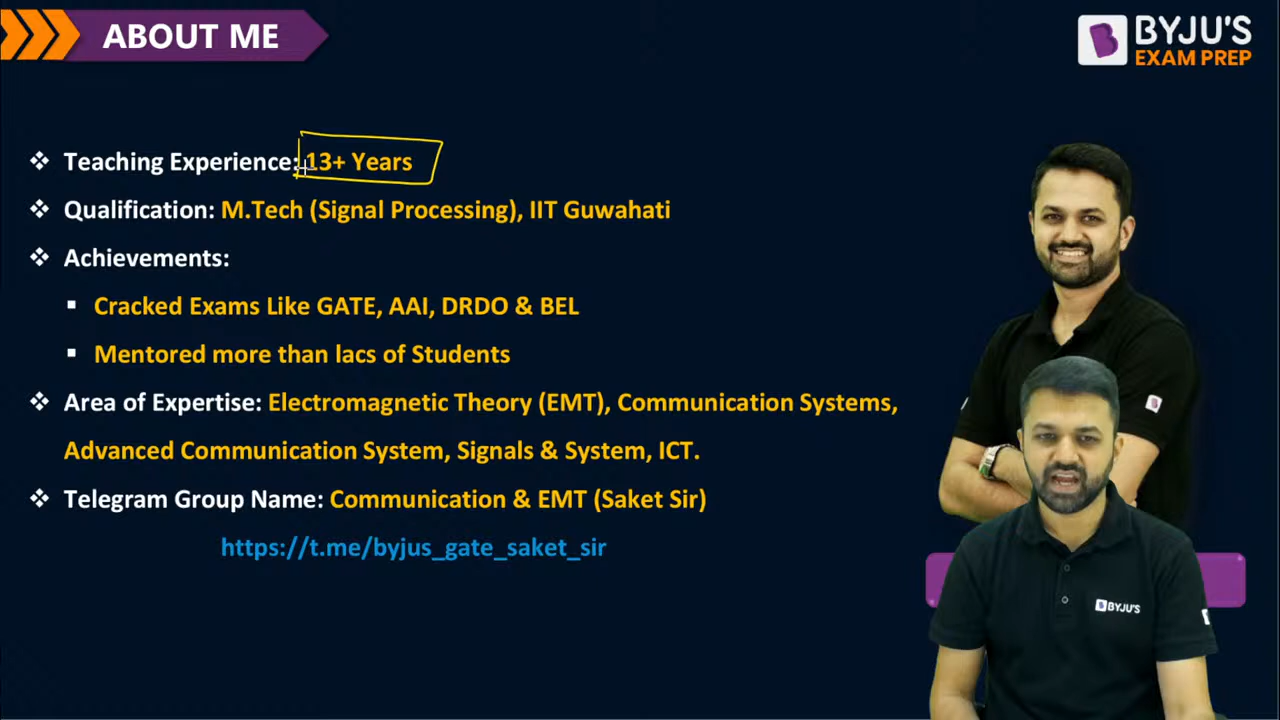 ABOUT ME
BYJU'S
EXAM PREP
❖ Teaching Experience: 13+ Years
❖ Qualification: M.Tech (Signal Processing), IIT Guwahati
❖ Achievements:
▪ Cracked Exams Like GATE, AAI, DRDO & BEL
▪ Mentored more than lacs of Students
❖ Area of Expertise: Electromagnetic Theory (EMT), Communication Systems,
Advanced Communication System, Signals & System, ICT.
❖ Telegram Group Name: Communication & EMT (Saket Sir)
https://t.me/byjus_gate_saket_sir
BYJU'S